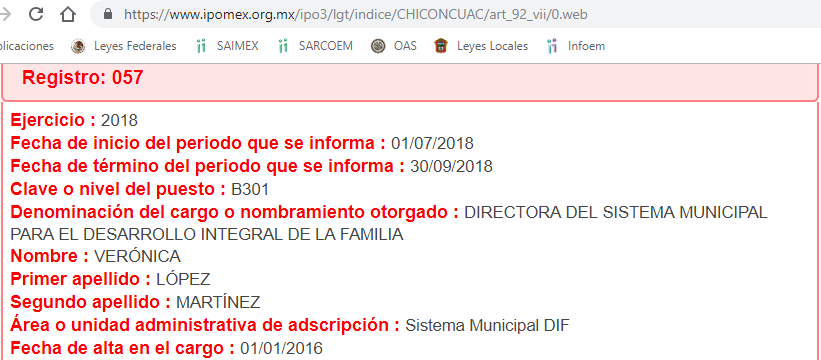 https://www.ipomex.org.mx/ipo3/lgt/indice/CHICONCUAC/art_92_vii/0.web
plicaciones Leyes Federales SAIMEX SARCOEM OAS Leyes Locales Infoem
Registro: 057
Ejercicio : 2018
Fecha de inicio del periodo que se informa : 01/07/2018
Fecha de término del periodo que se informa : 30/09/2018
Clave o nivel del puesto : B301
Denominación del cargo o nombramiento otorgado : DIRECTORA DEL SISTEMA MUNICIPAL
PARA EL DESARROLLO INTEGRAL DE LA FAMILIA
Nombre : VERÓNICA
Primer apellido : LÓPEZ
Segundo apellido : MARTÍNEZ
Área o unidad administrativa de adscripción : Sistema Municipal DIF
Fecha de alta en el cargo : 01/01/2016